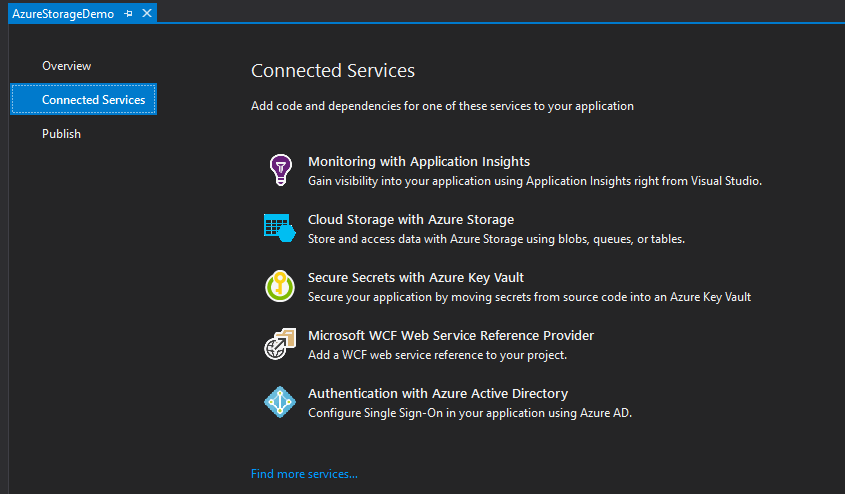 AzureStorageDemo
Overview
Connected Services
Publish
Connected Services
Add code and dependencies for one of these services to your application
Monitoring with Application Insights
Gain visibility into your application using Application Insights right from Visual Studio.
Cloud Storage with Azure Storage
Store and access data with Azure Storage using blobs, queues, or tables.
Secure Secrets with Azure Key Vault
Secure your application by moving secrets from source code into an Azure Key Vault
Microsoft WCF Web Service Reference Provider
Add a WCF web service reference to your project.
Authentication with Azure Active Directory
Configure Single Sign-On in your application using Azure AD.
Find more services...